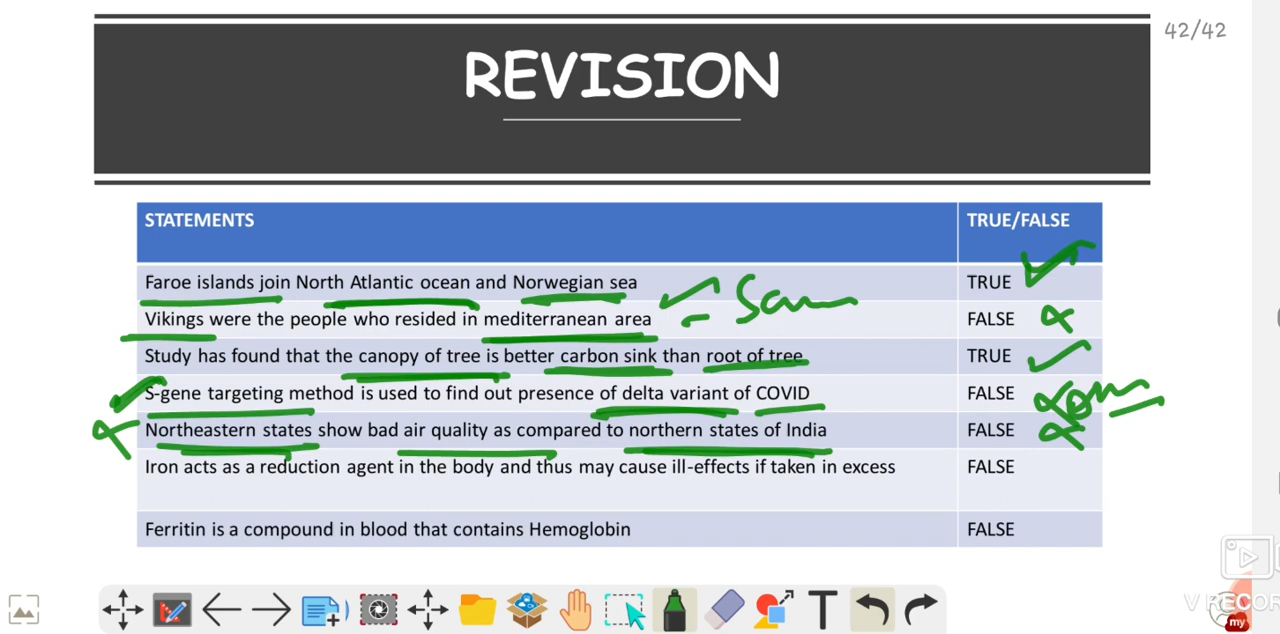 42/42
REVISION
STATEMENTS TRUE/FALSE
Faroe islands join North Atlantic ocean and Norwegian sea TRUE
Vikings were the people who resided in mediterranean area FALSE
Study has found that the canopy of tree is better carbon sink than root of tree TRUE
S-gene targeting method is used to find out presence of delta variant of COVID FALSE
Northeastern states show bad air quality as compared to northern states of India FALSE
Iron acts as a reduction agent in the body and thus may cause ill-effects if taken in excess FALSE
Ferritin is a compound in blood that contains Hemoglobin FALSE
T
my